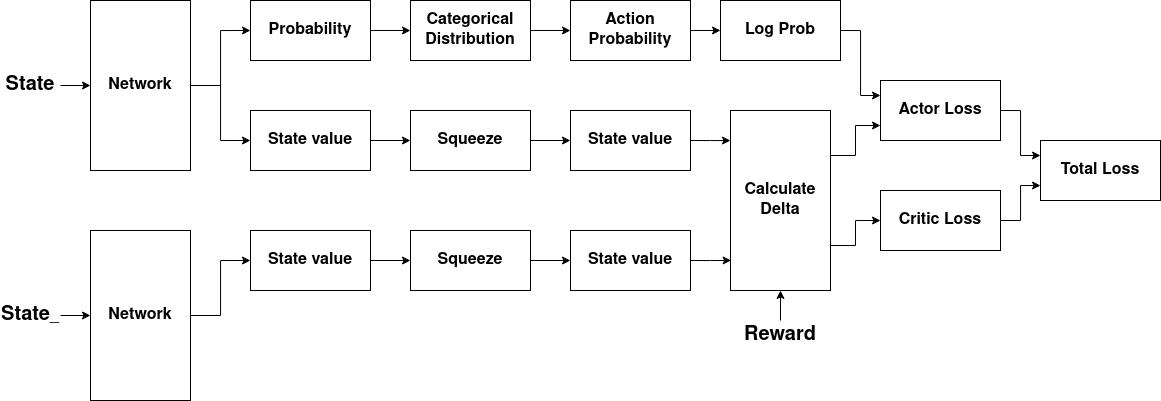 Probability
Categorical
Distribution
Action
Probability
Log Prob
State
Network
Actor Loss
State value
Squeeze
State value
Total Loss
Calculate
Delta
Critic Loss
State value
Squeeze
State value
State_
Network
Reward